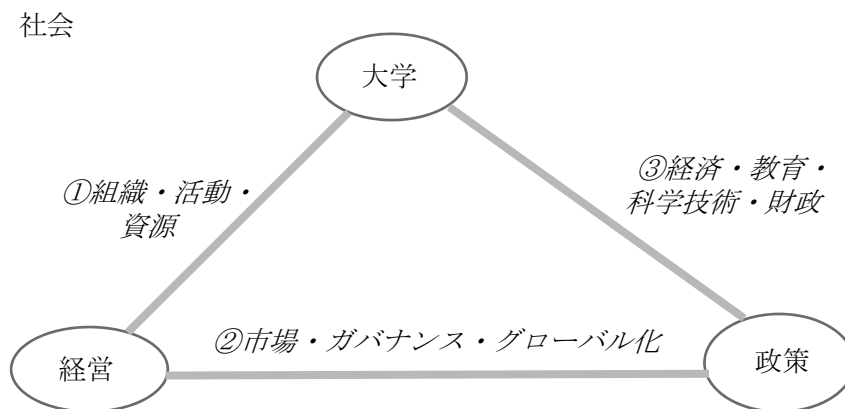 社会
大学
①組織・活動・
資源
③経済・教育・
科学技術・財政
②市場・ガバナンス・グローバル化
経営
政策